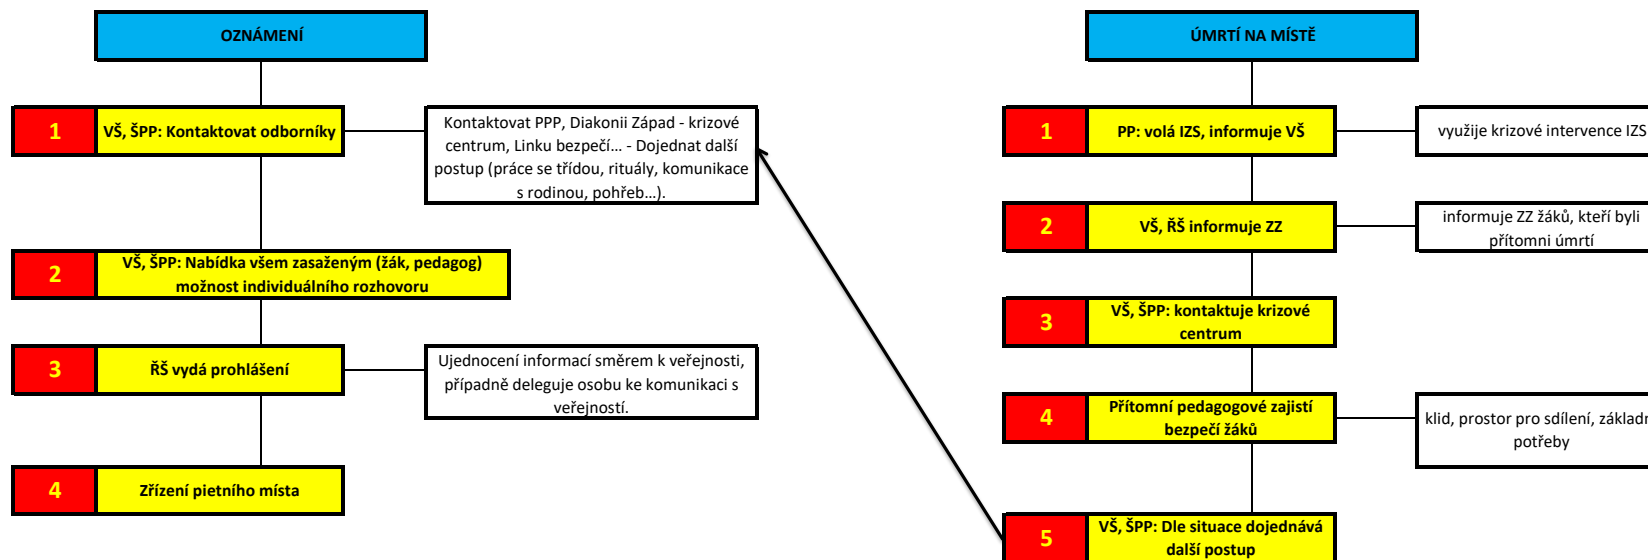 OZNÁMENÍ
1
VŠ, ŠPP: Kontaktovat odborníky
Kontaktovat PPP, Diakonii Západ - krizové
centrum, Linku bezpečí... - Dojednat další
postup (práce se třídou, rituály, komunikace
s rodinou, pohřeb...).
2
VŠ, ŠPP: Nabídka všem zasaženým (žák, pedagog)
možnost individuálního rozhovoru
3
ŘŠ vydá prohlášení
Ujednocení informací směrem k veřejnosti,
případně deleguje osobu ke komunikaci s
veřejností.
4
Zřízení pietního místa
ÚMRTÍ NA MÍSTĚ
1
PP: volá IZS, informuje VŠ
využije krizové intervence IZS
2
VŠ, ŘŠ informuje ZZ
informuje ZZ žáků, kteří byli
přítomni úmrtí
3
VŠ, ŠPP: kontaktuje krizové
centrum
4
Přítomní pedagogové zajistí
bezpečí žáků
klid, prostor pro sdílení, základn
potřeby
5
VŠ, ŠPP: Dle situace dojednává
další postup